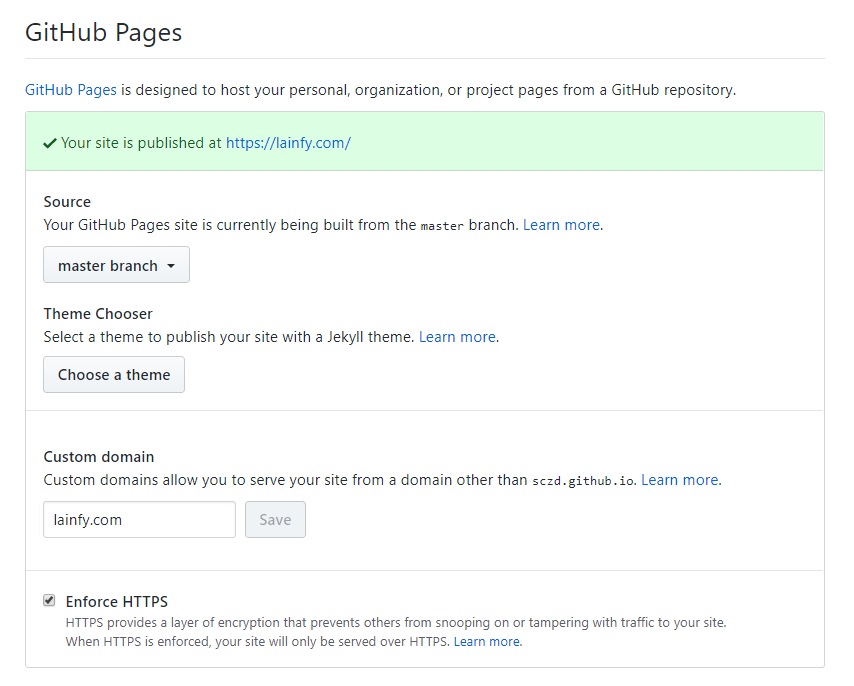 GitHub Pages
GitHub Pages is designed to host your personal, organization, or project pages from a GitHub repository.
Your site is published at https://lainfy.com/
Source
Your GitHub Pages site is currently being built from the master branch. Learn more.
master branch
Theme Chooser
Select a theme to publish your site with a Jekyll theme. Learn more.
Choose a theme
Custom domain
Custom domains allow you to serve your site from a domain other than sczd.github.io. Learn more.
lainfy.com Save
Enforce HTTPS
HTTPS provides a layer of encryption that prevents others from snooping on or tampering with traffic to your site.
When HTTPS is enforced, your site will only be served over HTTPS. Learn more.